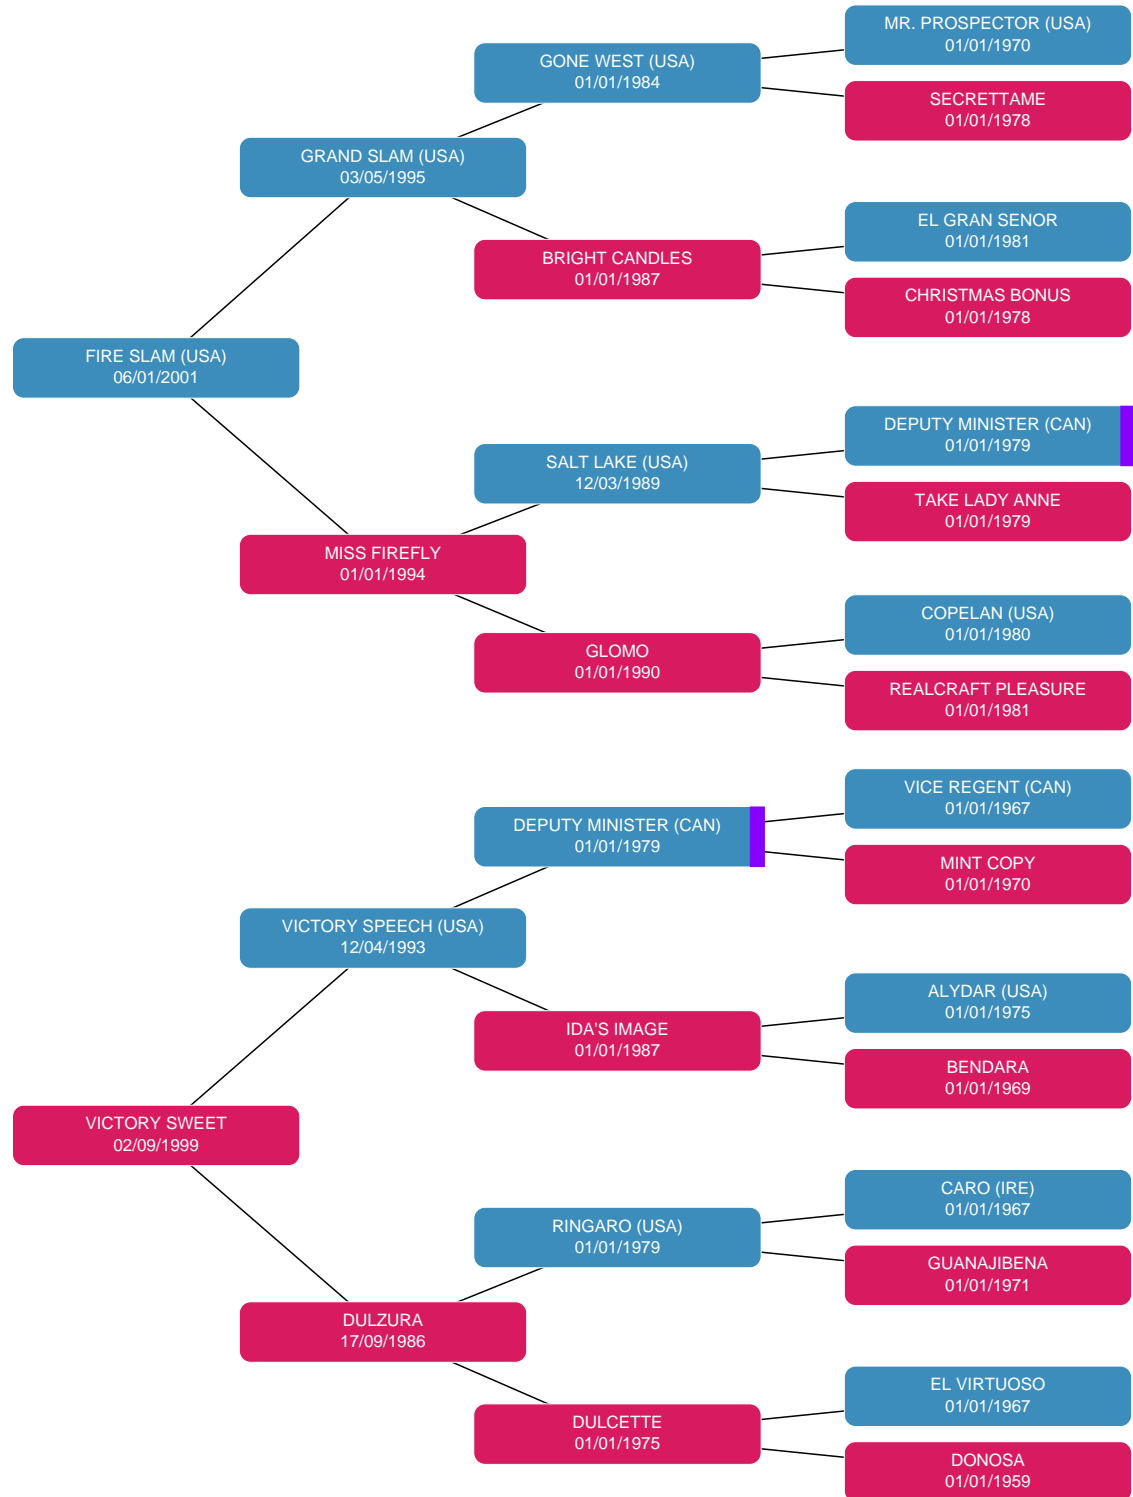 MR. PROSPECTOR (USA)
01/01/1970
GONE WEST (USA)
01/01/1984
SECRETTAME
01/01/1978
GRAND SLAM (USA)
03/05/1995
EL GRAN SENOR
01/01/1981
BRIGHT CANDLES
01/01/1987
CHRISTMAS BONUS
01/01/1978
FIRE SLAM (USA)
06/01/2001
DEPUTY MINISTER (CAN)
01/01/1979
SALT LAKE (USA)
12/03/1989
TAKE LADY ANNE
01/01/1979
MISS FIREFLY
01/01/1994
COPELAN (USA)
01/01/1980
GLOMO
01/01/1990
REALCRAFT PLEASURE
01/01/1981
VICE REGENT (CAN)
01/01/1967
DEPUTY MINISTER (CAN)
01/01/1979
MINT COPY
01/01/1970
VICTORY SPEECH (USA)
12/04/1993
ALYDAR (USA)
01/01/1975
IDA'S IMAGE
01/01/1987
BENDARA
01/01/1969
VICTORY SWEET
02/09/1999
CARO (IRE)
01/01/1967
RINGARO (USA)
01/01/1979
GUANAJIBENA
01/01/1971
DULZURA
17/09/1986
EL VIRTUOSO
01/01/1967
DULCETTE
01/01/1975
DONOSA
01/01/1959